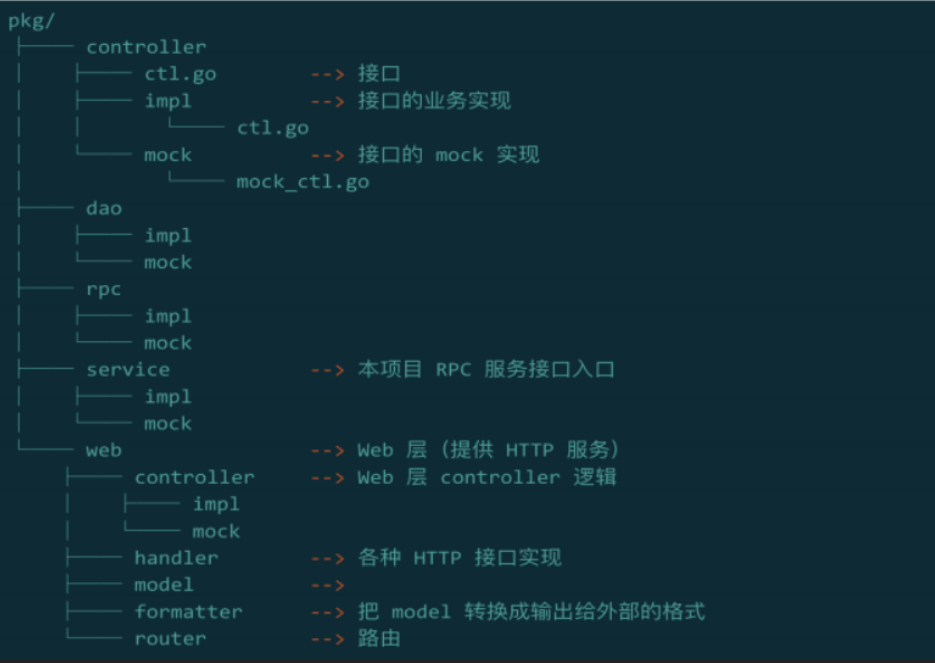 pkg/
├── controller
│   ├── ctl.go --> 接口
│   ├── impl --> 接口的业务实现
│   │   └── ctl.go
│   └── mock --> 接口的 mock 实现
│       └── mock_ctl.go
├── dao
│   ├── impl
│   └── mock
├── rpc
│   ├── impl
│   └── mock
├── service --> 本项目 RPC 服务接口入口
│   ├── impl
│   └── mock
└── web --> Web 层（提供 HTTP 服务）
    ├── controller --> Web 层 controller 逻辑
    │   ├── impl
    │   └── mock
    ├── handler --> 各种 HTTP 接口实现
    ├── model -->
    ├── formatter --> 把 model 转换成输出给外部的格式
    └── router --> 路由